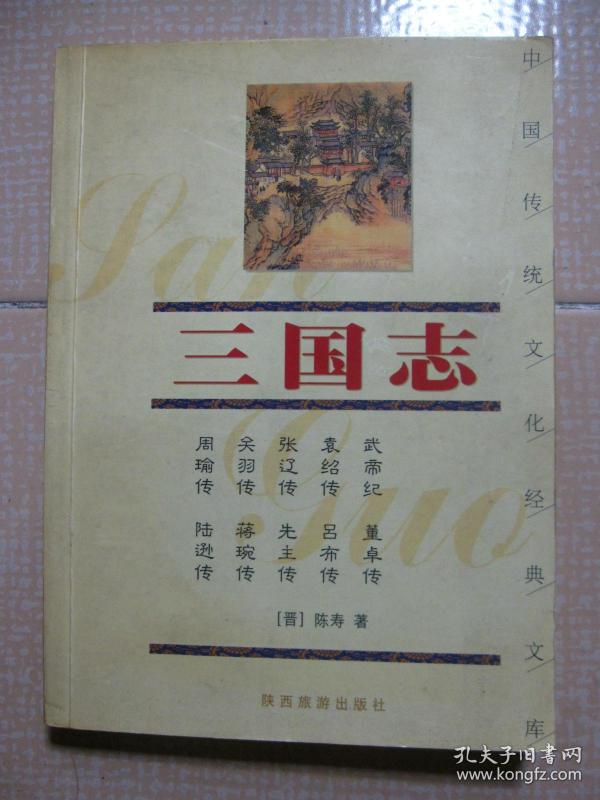 中国传统文化经典文库
San
三国志
Guo
武帝纪 董卓传
袁绍传 吕布传
张辽传 先主传
关羽传 蒋琬传
周瑜传 陆逊传
[晋] 陈寿 著
陕西旅游出版社
孔夫子旧书网
www.kongfz.com